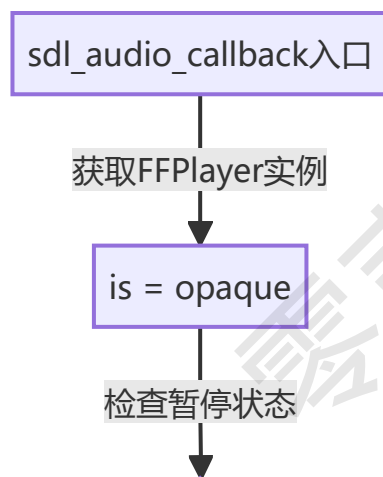 sdl_audio_callback入口
获取FFPlayer实例
is = opaque
检查暂停状态
零